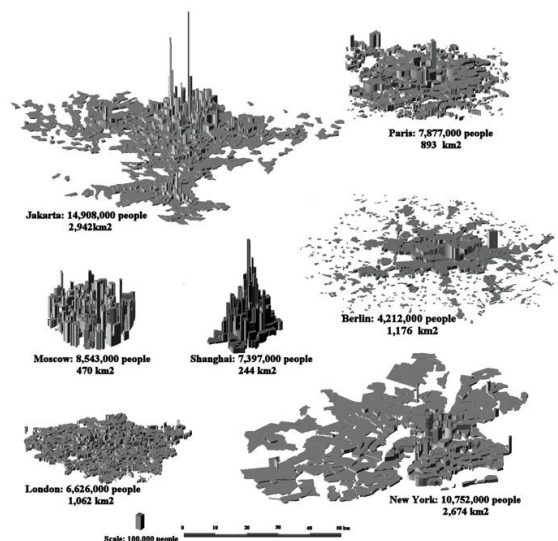 Paris: 7,877,000 people
893 km2
Jakarta: 14,908,000 people
2,942km2
Berlin: 4,212,000 people
1,176 km2
Moscow: 8,543,000 people
470 km2
Shanghai: 7,397,000 people
244 km2
London: 6,626,000 people
1,062 km2
New York: 10,752,000 people
2,674 km2
Scale: 100,000 people
0 10 20 30 40 50 km